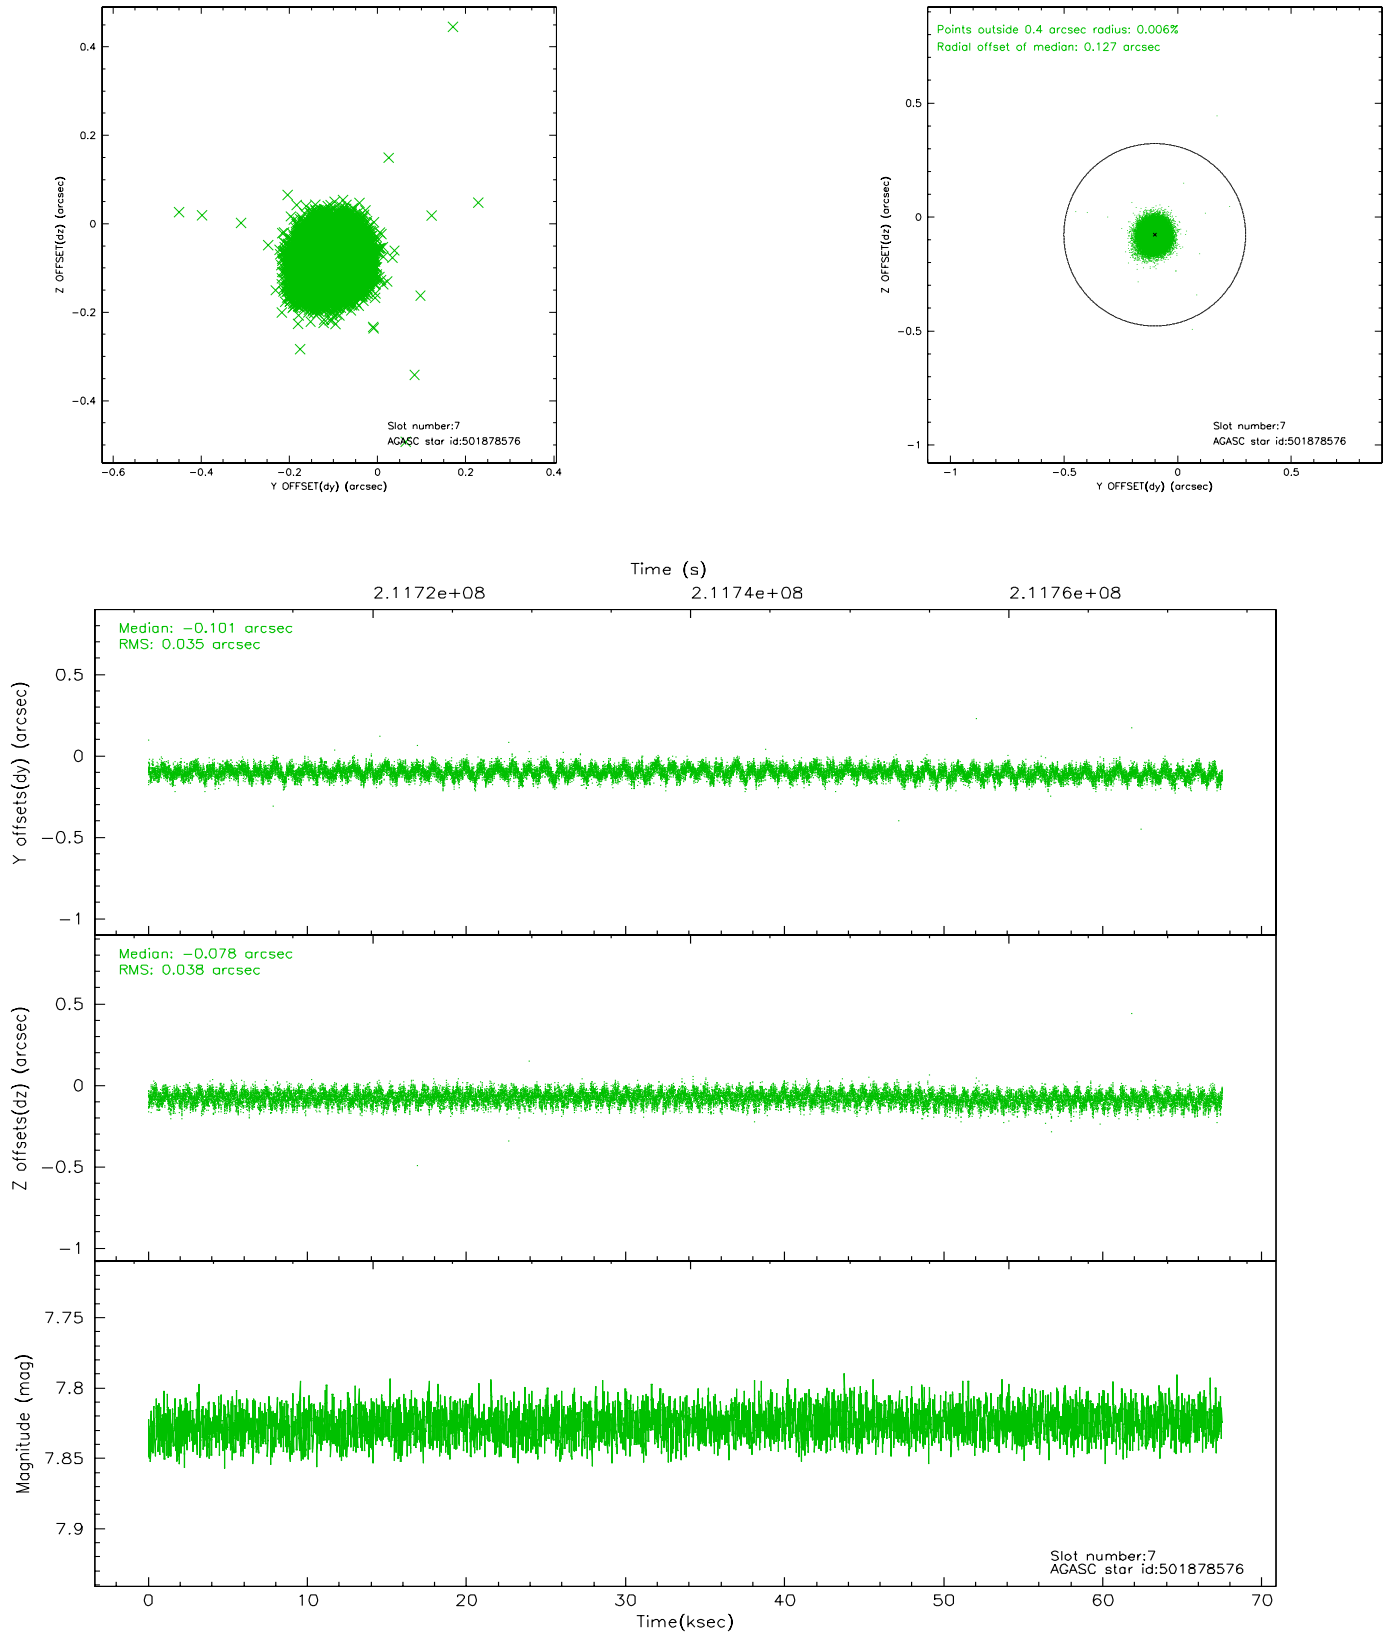 0.4
0.2
0
−0.2
−0.4
Z OFFSET(dz) (arcsec)
−0.6
−0.4
−0.2
0
0.2
0.4
Y OFFSET(dy) (arcsec)
Slot number:7
AGASC star id:501878576
Points outside 0.4 arcsec radius: 0.006%
Radial offset of median: 0.127 arcsec
0.5
0
−0.5
−1
Z OFFSET(dz) (arcsec)
−1
−0.5
0
0.5
Y OFFSET(dy) (arcsec)
Slot number:7
AGASC star id:501878576
Time (s)
2.1172e+08
2.1174e+08
2.1176e+08
Median: −0.101 arcsec
RMS: 0.035 arcsec
0.5
0
−0.5
−1
Y offsets(dy) (arcsec)
Median: −0.078 arcsec
RMS: 0.038 arcsec
0.5
0
−0.5
−1
Z offsets(dz) (arcsec)
7.75
7.8
7.85
7.9
Magnitude (mag)
Slot number:7
AGASC star id:501878576
0
10
20
30
40
50
60
70
Time(ksec)